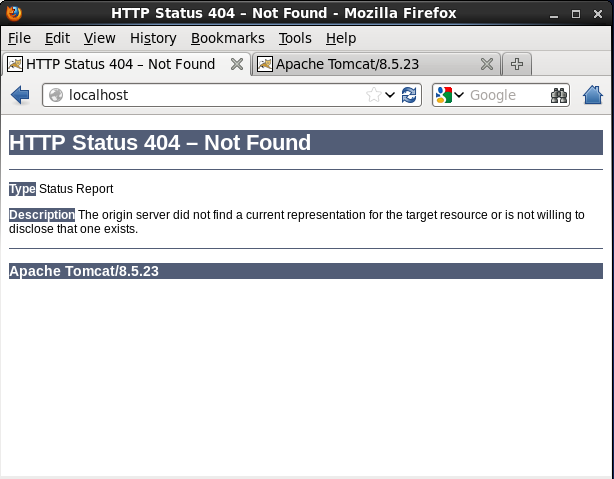 HTTP Status 404 – Not Found - Mozilla Firefox
File Edit View History Bookmarks Tools Help
HTTP Status 404 – Not Found Apache Tomcat/8.5.23
localhost Google
HTTP Status 404 – Not Found
Type Status Report
Description The origin server did not find a current representation for the target resource or is not willing to
disclose that one exists.
Apache Tomcat/8.5.23